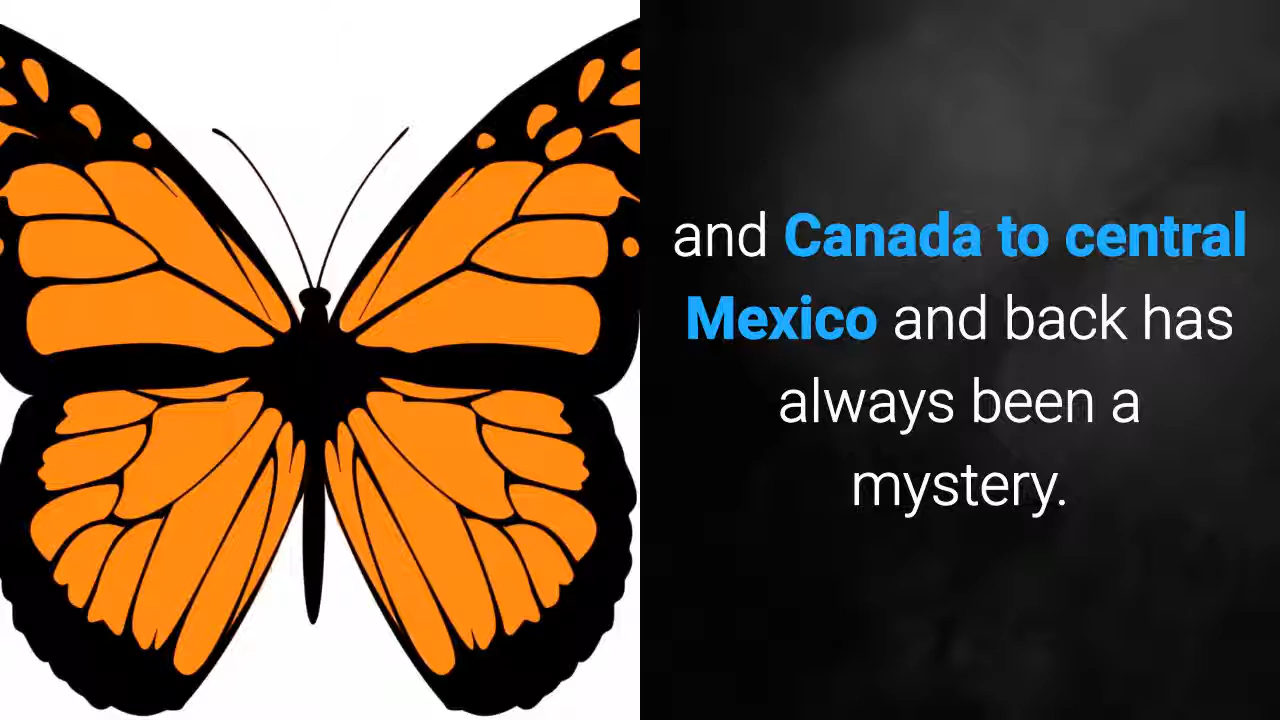 and Canada to central
Mexico and back has
always been a
mystery.